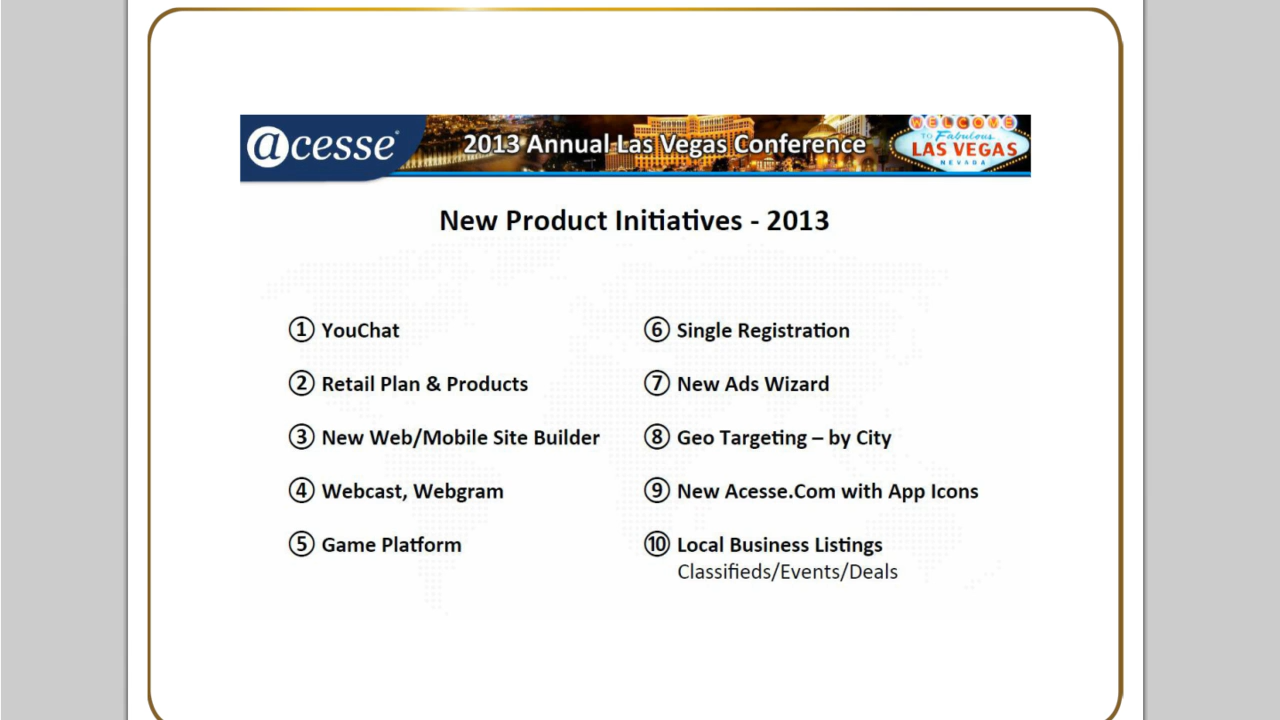 @cesse®
2013 Annual Las Vegas Conference
WELCOME
TO Fabulous
LAS VEGAS
NEVADA
New Product Initiatives - 2013
① YouChat
② Retail Plan & Products
③ New Web/Mobile Site Builder
④ Webcast, Webgram
⑤ Game Platform
⑥ Single Registration
⑦ New Ads Wizard
⑧ Geo Targeting – by City
⑨ New Acesse.Com with App Icons
⑩ Local Business Listings
Classifieds/Events/Deals